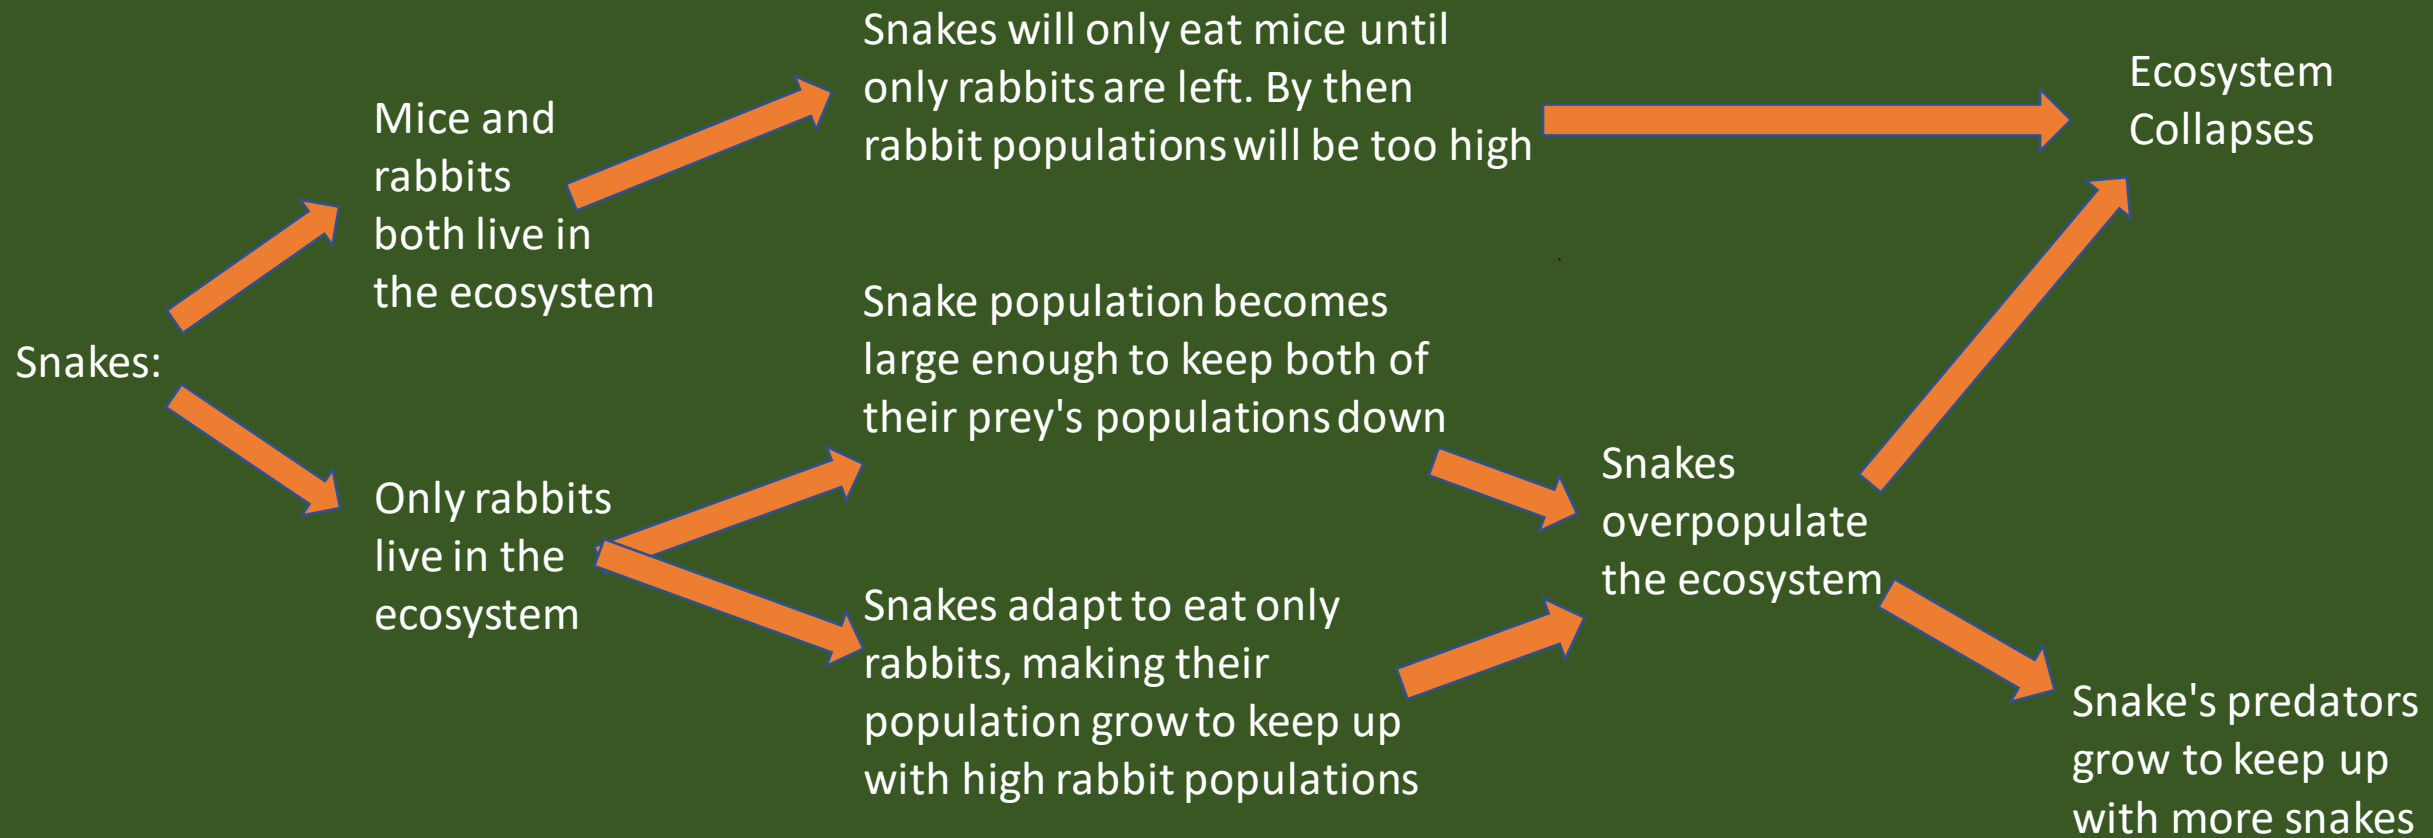 Snakes:
Mice and
rabbits
both live in
the ecosystem
Only rabbits
live in the
ecosystem
Snakes will only eat mice until
only rabbits are left. By then
rabbit populations will be too high
Snake population becomes
large enough to keep both of
their prey's populations down
Snakes adapt to eat only
rabbits, making their
population grow to keep up
with high rabbit populations
Snakes
overpopulate
the ecosystem
Ecosystem
Collapses
Snake's predators
grow to keep up
with more snakes